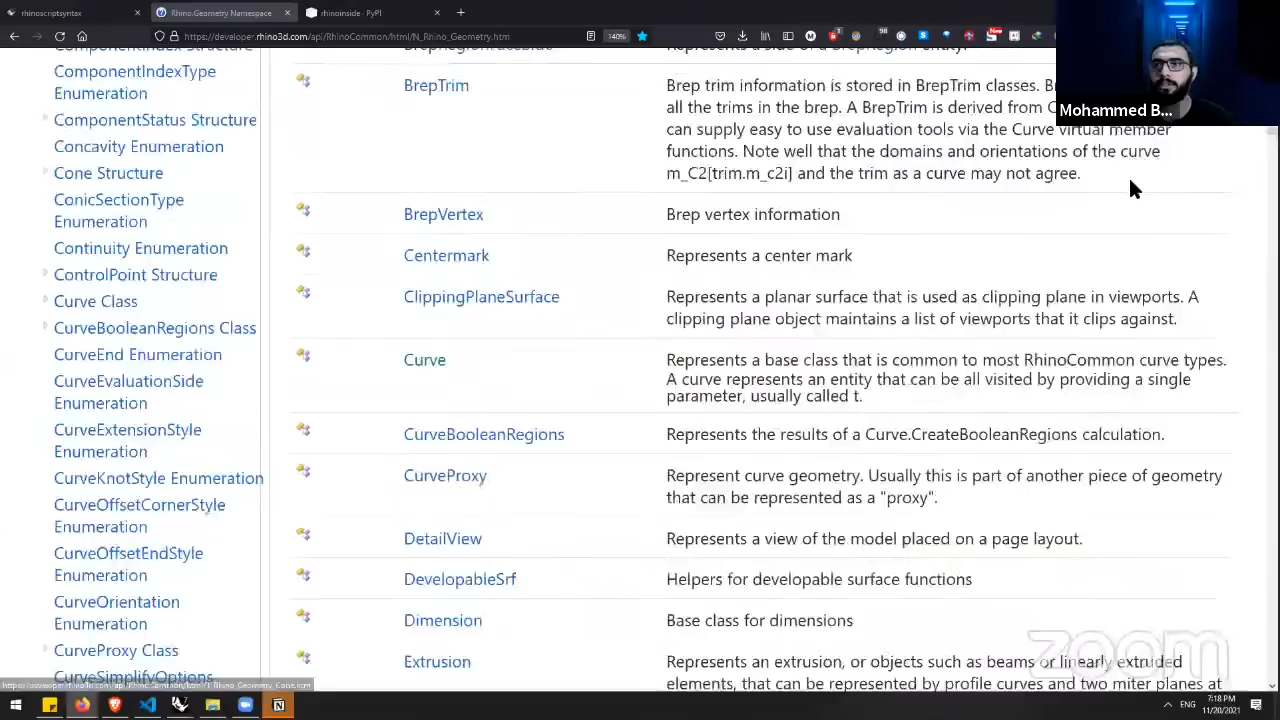 rhinoscriptsyntax
Rhino.Geometry Namespace
rhinoinside · PyPI
https://developer.rhino3d.com/api/RhinoCommon/html/N_Rhino_Geometry.htm
140%
Mohammed B...
ComponentIndex Structure
ComponentIndexType
Enumeration
ComponentStatus Structure
Concavity Enumeration
Cone Structure
ConicSectionType
Enumeration
Continuity Enumeration
ControlPoint Structure
Curve Class
CurveBooleanRegions Class
CurveEnd Enumeration
CurveEvaluationSide
Enumeration
CurveExtensionStyle
Enumeration
CurveKnotStyle Enumeration
CurveOffsetCornerStyle
Enumeration
CurveOffsetEndStyle
Enumeration
CurveOrientation
Enumeration
CurveProxy Class
CurveSimplifyOptions
BrepTrim
Brep trim information is stored in BrepTrim classes.
all the trims in the brep. A BrepTrim is derived from
can supply easy to use evaluation tools via the Curve virtual member
functions. Note well that the domains and orientations of the curve
m_C2[trim.m_c2i] and the trim as a curve may not agree.
BrepVertex
Brep vertex information
Centermark
Represents a center mark
ClippingPlaneSurface
Represents a planar surface that is used as clipping plane in viewports. A
clipping plane object maintains a list of viewports that it clips against.
Curve
Represents a base class that is common to most RhinoCommon curve types.
A curve represents an entity that can be all visited by providing a single
parameter, usually called t.
CurveBooleanRegions
Represents the results of a Curve.CreateBooleanRegions calculation.
CurveProxy
Represent curve geometry. Usually this is part of another piece of geometry
that can be represented as a "proxy".
DetailView
Represents a view of the model placed on a page layout.
DevelopableSrf
Helpers for developable surface functions
Dimension
Base class for dimensions
Extrusion
Represents an extrusion, or objects such as beams or linearly extruded
elements, that can be represented by profile curves and two miter planes at
zoom
ENG
7:18 PM
11/20/2021